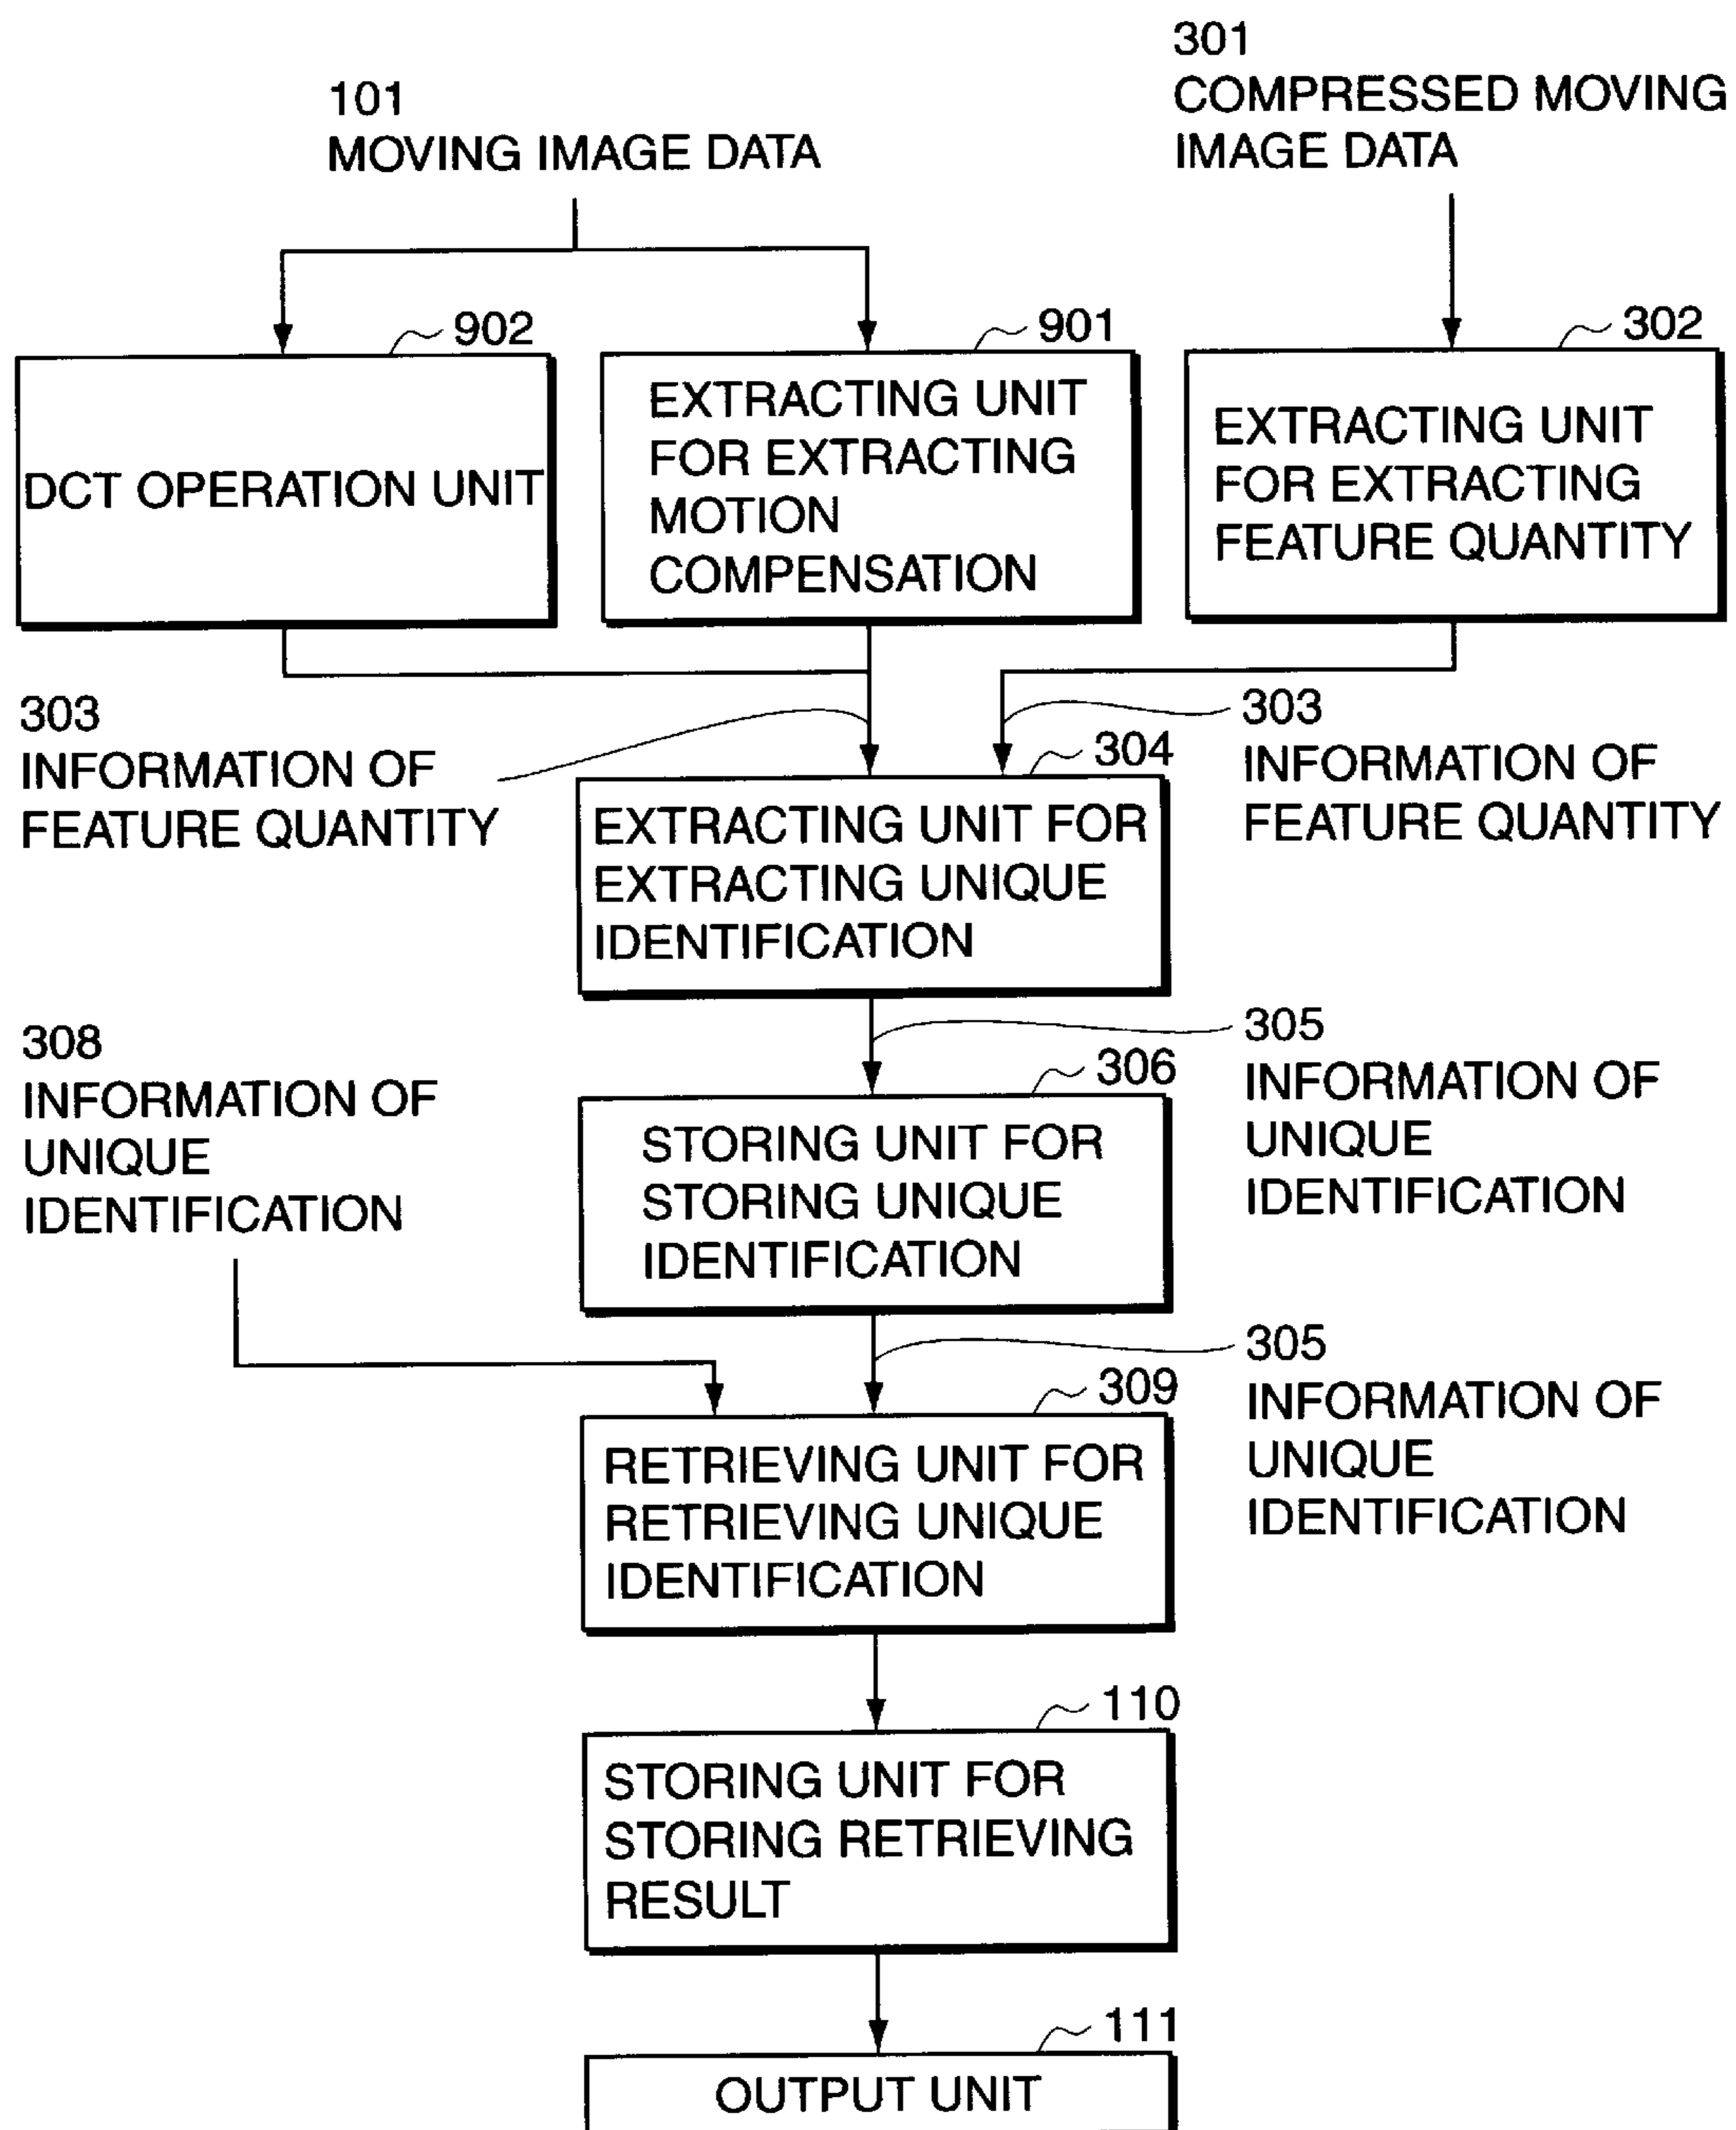 301
COMPRESSED MOVING
IMAGE DATA
101
MOVING IMAGE DATA
902
901
302
DCT OPERATION UNIT
EXTRACTING UNIT
FOR EXTRACTING
MOTION
COMPENSATION
EXTRACTING UNIT
FOR EXTRACTING
FEATURE QUANTITY
303
INFORMATION OF
FEATURE QUANTITY
303
INFORMATION OF
FEATURE QUANTITY
304
EXTRACTING UNIT FOR
EXTRACTING UNIQUE
IDENTIFICATION
305
INFORMATION OF
UNIQUE
IDENTIFICATION
308
INFORMATION OF
UNIQUE
IDENTIFICATION
306
STORING UNIT FOR
STORING UNIQUE
IDENTIFICATION
305
INFORMATION OF
UNIQUE
IDENTIFICATION
309
RETRIEVING UNIT FOR
RETRIEVING UNIQUE
IDENTIFICATION
110
STORING UNIT FOR
STORING RETRIEVING
RESULT
111
OUTPUT UNIT